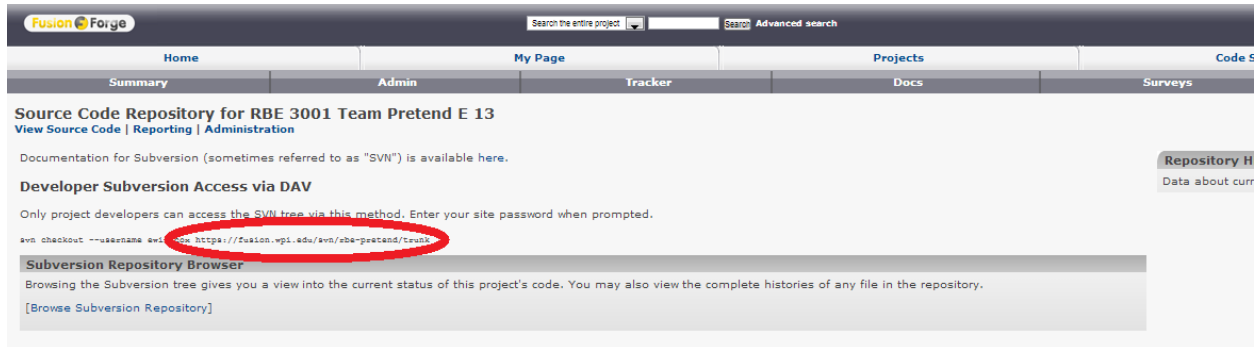 Fusion Forge
Search the entire project Search Advanced search
Home My Page Projects Code S
Summary Admin Tracker Docs Surveys
Source Code Repository for RBE 3001 Team Pretend E 13
View Source Code | Reporting | Administration
Documentation for Subversion (sometimes referred to as "SVN") is available here.
Repository H
Developer Subversion Access via DAV
Data about curr
Only project developers can access the SVN tree via this method. Enter your site password when prompted.
svn checkout --username https://fusion.wpi.edu/svn/rbe-pretend/trunk
Subversion Repository Browser
Browsing the Subversion tree gives you a view into the current status of this project's code. You may also view the complete histories of any file in the repository.
[Browse Subversion Repository]